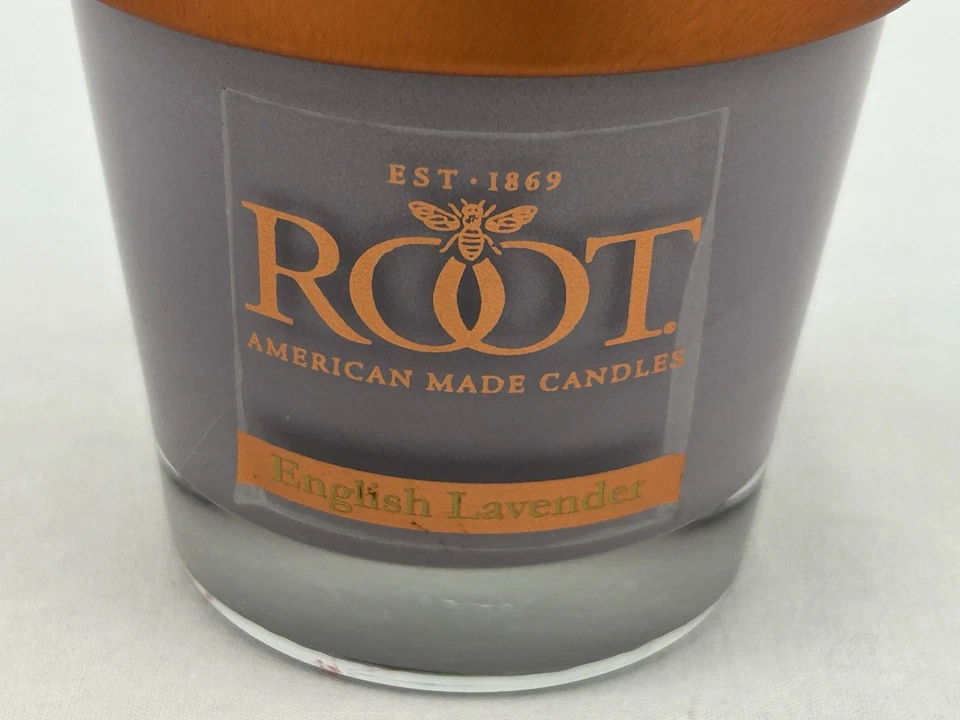 EST · 1869
ROOT.
AMERICAN MADE CANDLES
English Lavender